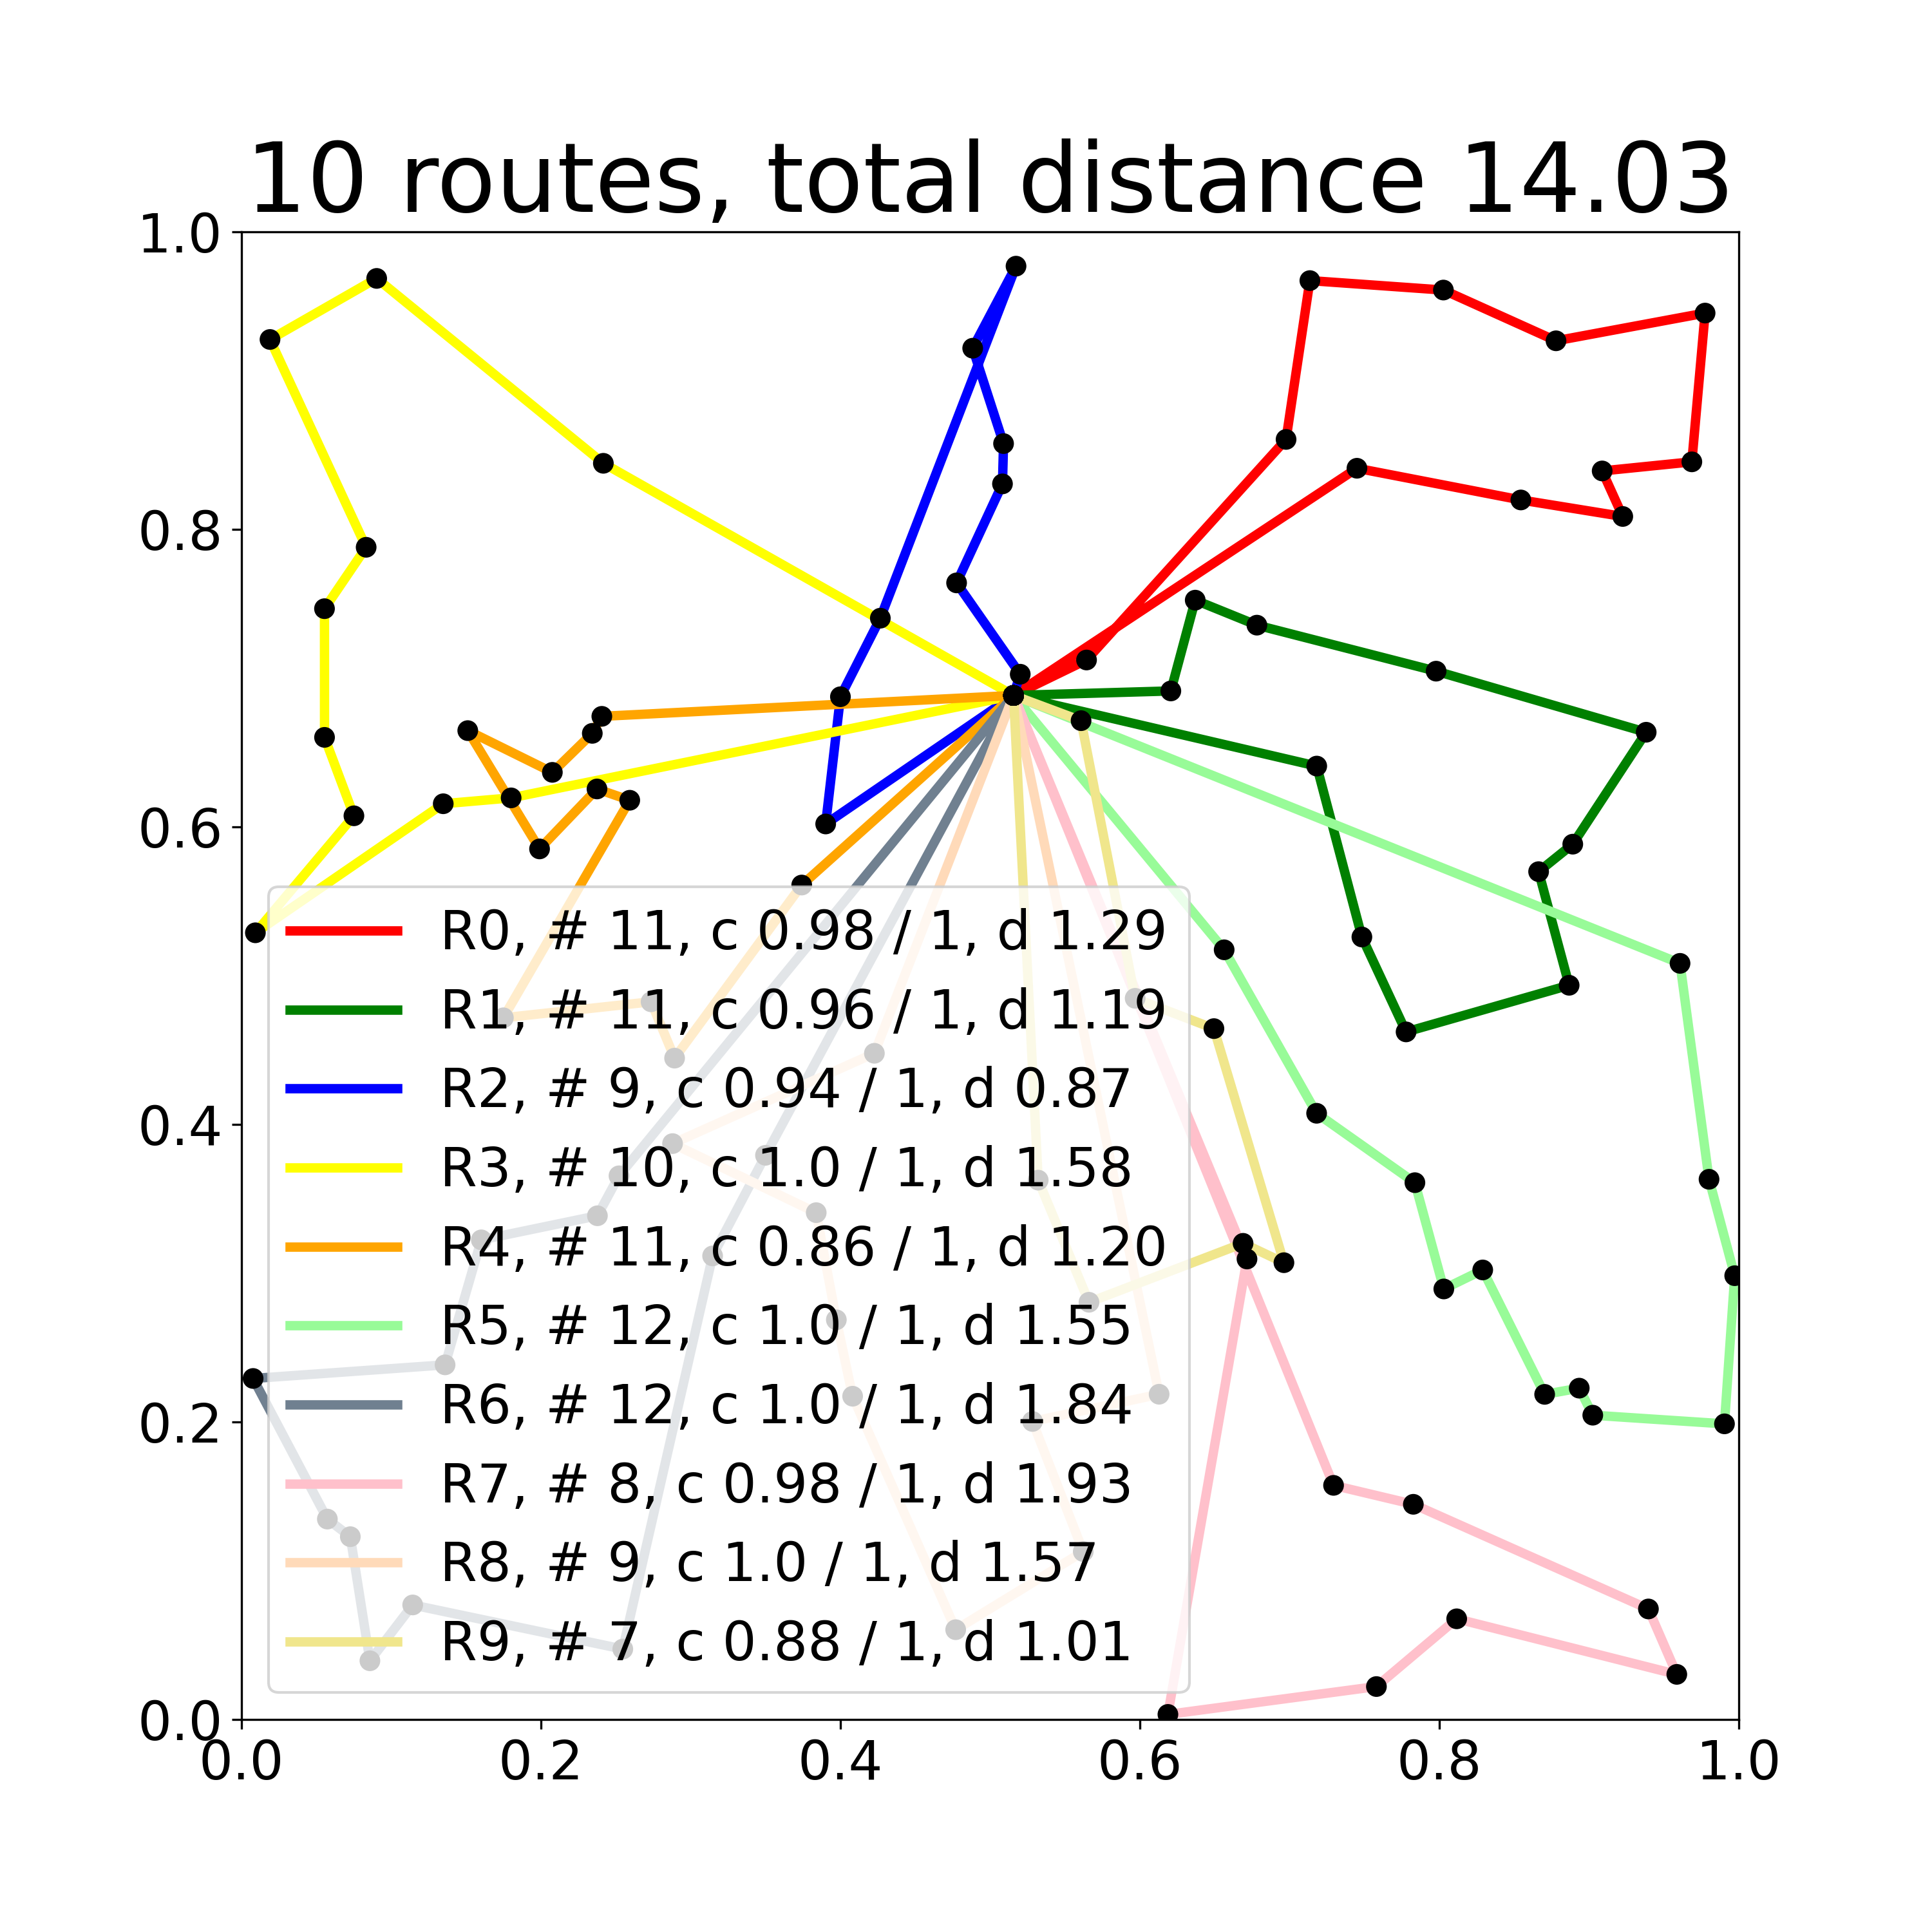 10 routes, total distance 14.03
1.0
0.8
0.6
0.4
0.2
0.0
R0, # 11, c 0.98 / 1, d 1.29
R1, # 11, c 0.96 / 1, d 1.19
R2, # 9, c 0.94 / 1, d 0.87
R3, # 10, c 1.0 / 1, d 1.58
R4, # 11, c 0.86 / 1, d 1.20
R5, # 12, c 1.0 / 1, d 1.55
R6, # 12, c 1.0 / 1, d 1.84
R7, # 8, c 0.98 / 1, d 1.93
R8, # 9, c 1.0 / 1, d 1.57
R9, # 7, c 0.88 / 1, d 1.01
0.0 0.2 0.4 0.6 0.8 1.0